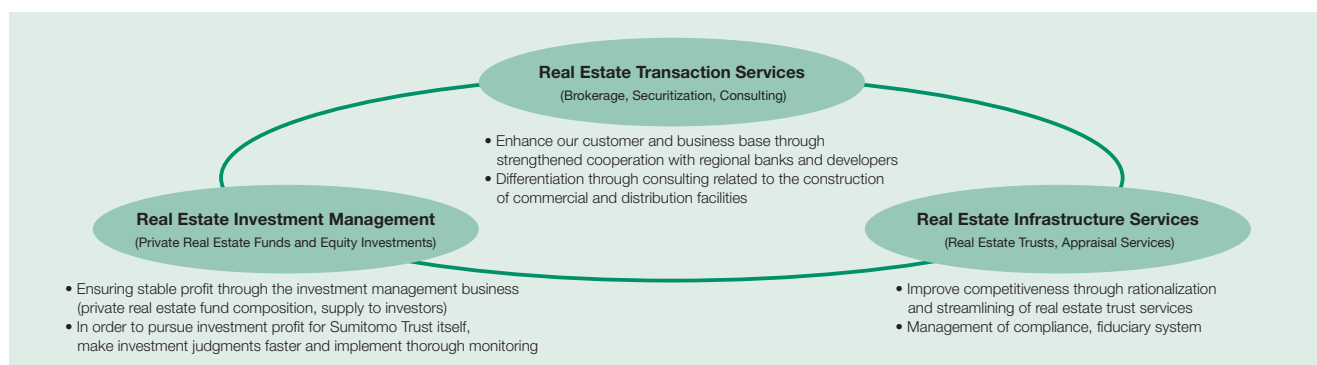 Real Estate Transaction Services
(Brokerage, Securitization, Consulting)
• Enhance our customer and business base through
strengthened cooperation with regional banks and developers
• Differentiation through consulting related to the construction
of commercial and distribution facilities
Real Estate Investment Management
(Private Real Estate Funds and Equity Investments)
• Ensuring stable profit through the investment management business
(private real estate fund composition, supply to investors)
• In order to pursue investment profit for Sumitomo Trust itself,
make investment judgments faster and implement thorough monitoring
Real Estate Infrastructure Services
(Real Estate Trusts, Appraisal Services)
• Improve competitiveness through rationalization
and streamlining of real estate trust services
• Management of compliance, fiduciary system